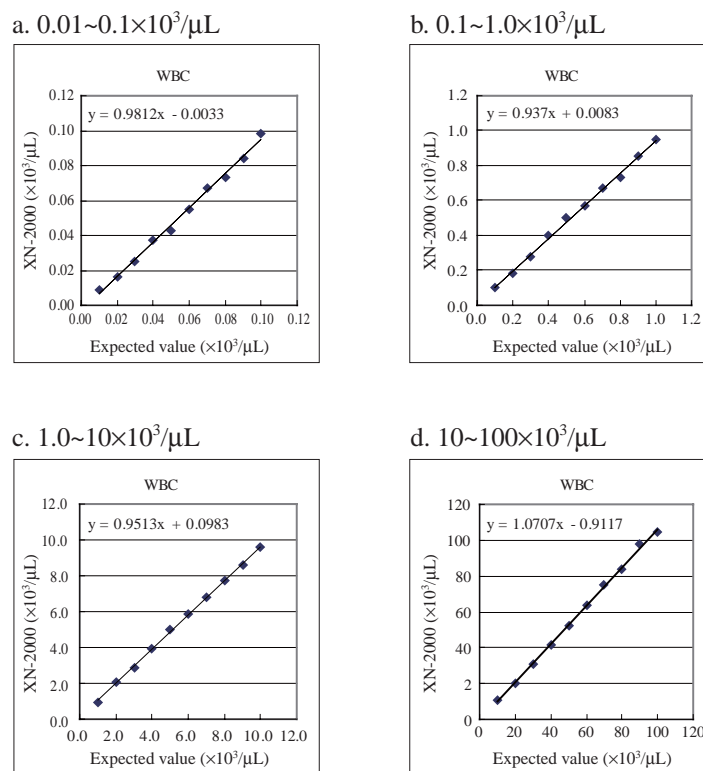 a. 0.01~0.1×10³/µL
WBC
y = 0.9812x - 0.0033
XN-2000 (×10³/µL)
0.12
0.10
0.08
0.06
0.04
0.02
0.00
0.00 0.02 0.04 0.06 0.08 0.10 0.12
Expected value (×10³/µL)
b. 0.1~1.0×10³/µL
WBC
y = 0.937x + 0.0083
XN-2000 (×10³/µL)
1.2
1.0
0.8
0.6
0.4
0.2
0.0
0.0 0.2 0.4 0.6 0.8 1.0 1.2
Expected value (×10³/µL)
c. 1.0~10×10³/µL
WBC
y = 0.9513x + 0.0983
XN-2000 (×10³/µL)
12.0
10.0
8.0
6.0
4.0
2.0
0.0
0.0 2.0 4.0 6.0 8.0 10.0 12.0
Expected value (×10³/µL)
d. 10~100×10³/µL
WBC
y = 1.0707x - 0.9117
XN-2000 (×10³/µL)
120
100
80
60
40
2
0
0 20 40 60 80 100 120
Expected value (×10³/µL)